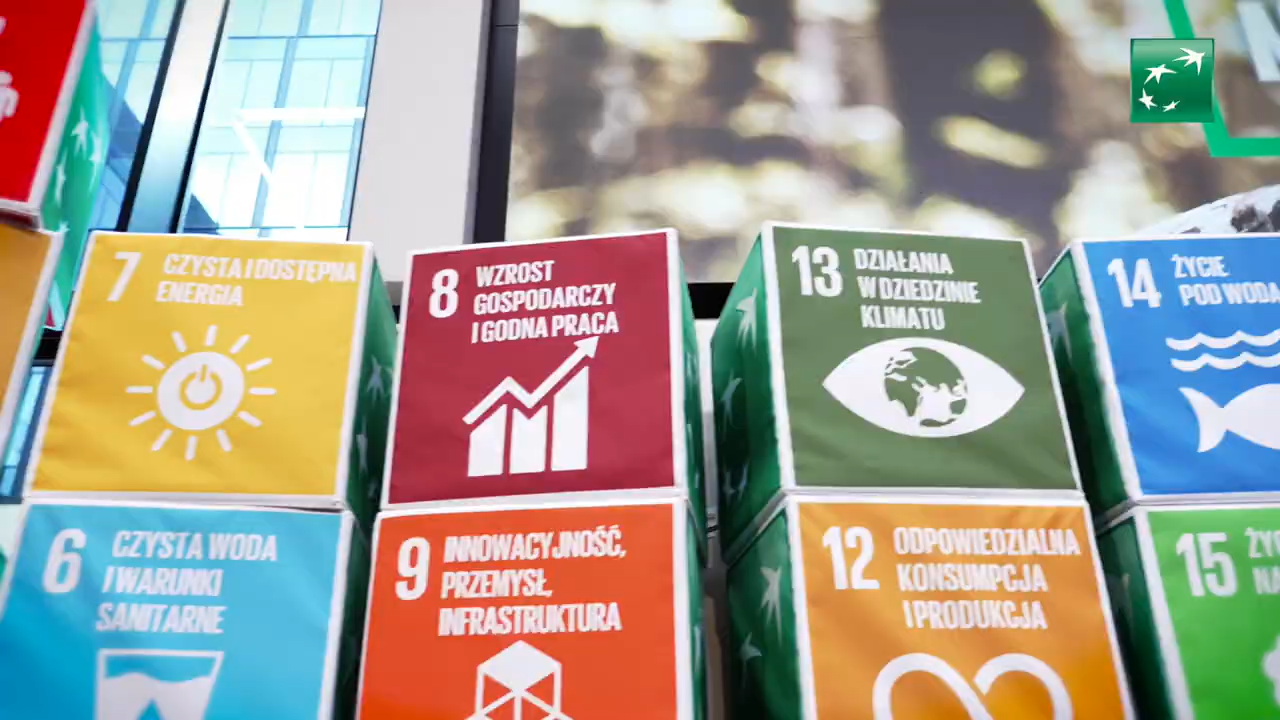 7
CZYSTA I DOSTĘPNA
ENERGIA
8
WZROST
GOSPODARCZY
I GODNA PRACA
13
DZIAŁANIA
W DZIEDZINIE
KLIMATU
14
ŻYCIE
POD WODĄ
6
CZYSTA WODA
I WARUNKI
SANITARNE
9
INNOWACYJNOŚĆ,
PRZEMYSŁ,
INFRASTRUKTURA
12
ODPOWIEDZIALNA
KONSUMPCJA
I PRODUKCJA
15